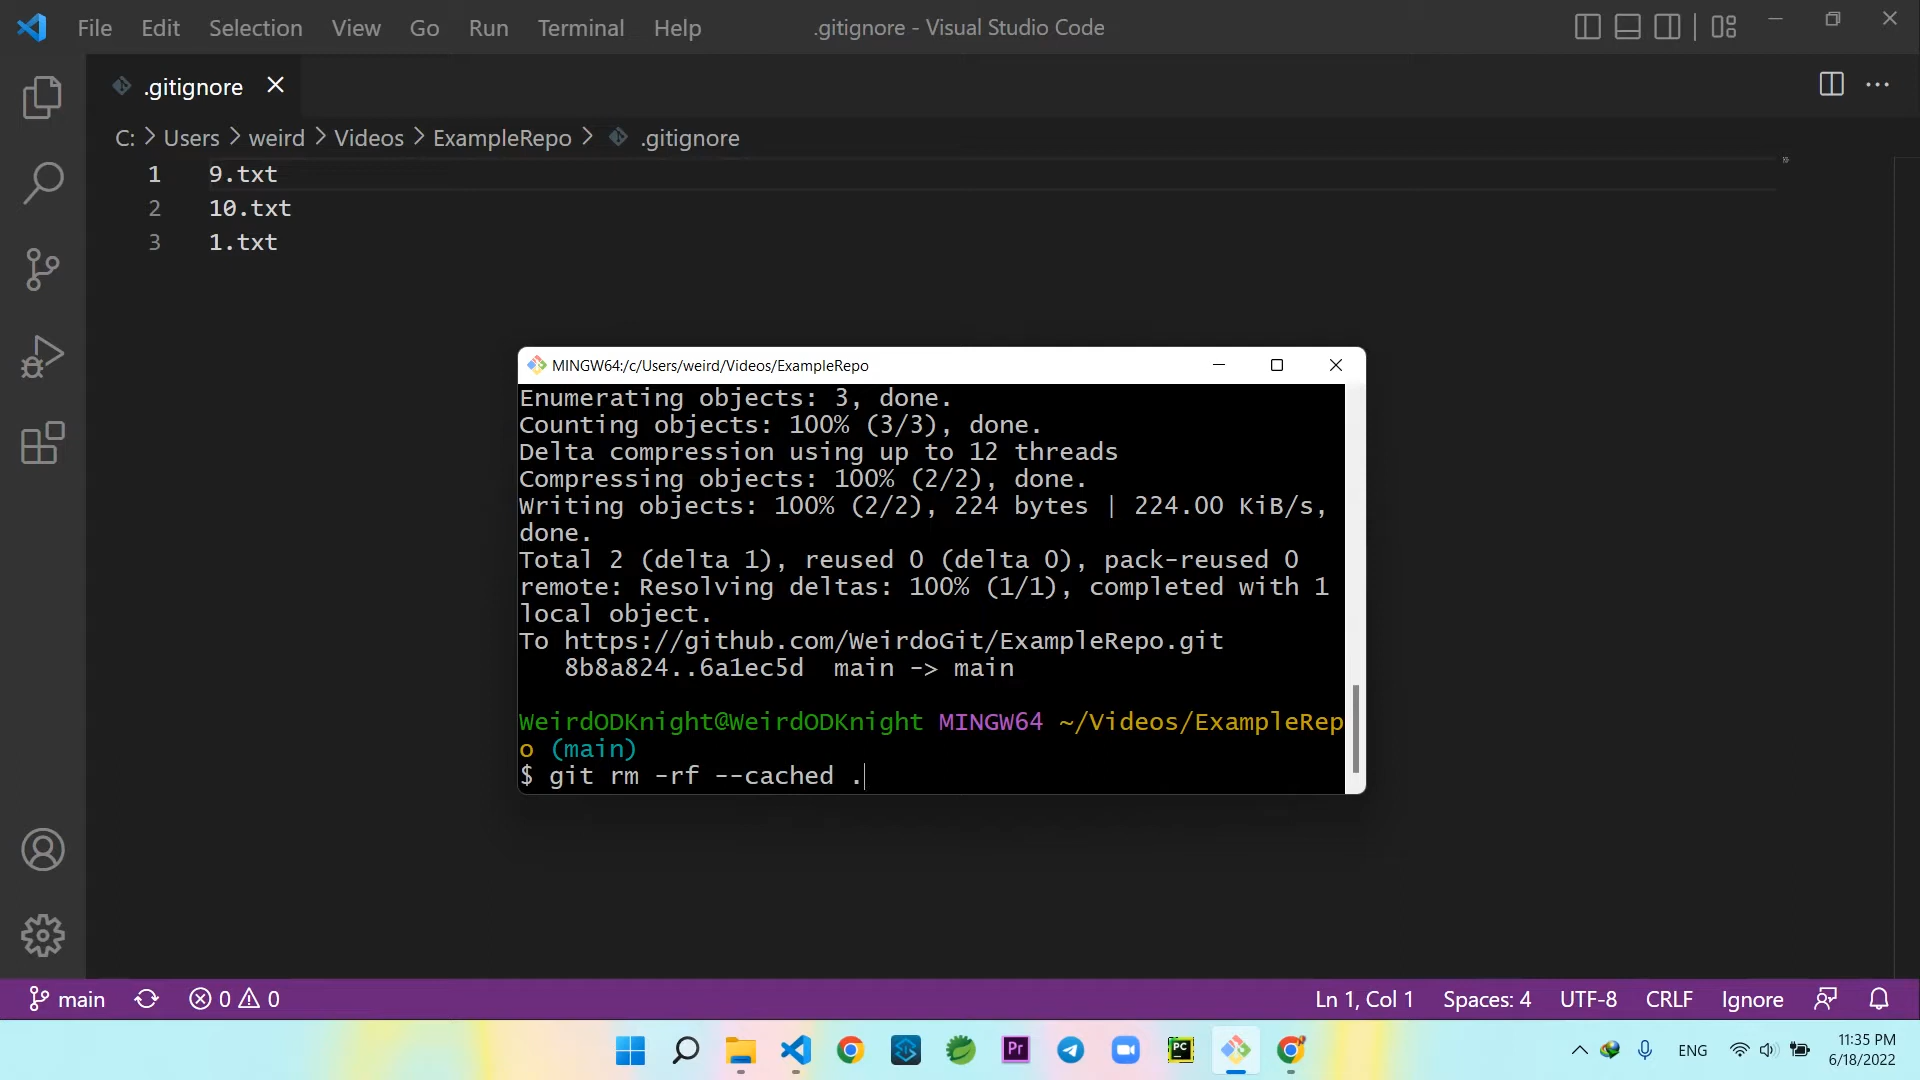 File Edit Selection View Go Run Terminal Help .gitignore - Visual Studio Code
.gitignore
C: > Users > weird > Videos > ExampleRepo > .gitignore
1 9.txt
2 10.txt
3 1.txt
MINGW64:/c/Users/weird/Videos/ExampleRepo
Enumerating objects: 3, done.
Counting objects: 100% (3/3), done.
Delta compression using up to 12 threads
Compressing objects: 100% (2/2), done.
Writing objects: 100% (2/2), 224 bytes | 224.00 KiB/s,
done.
Total 2 (delta 1), reused 0 (delta 0), pack-reused 0
remote: Resolving deltas: 100% (1/1), completed with 1
local object.
To https://github.com/WeirdoGit/ExampleRepo.git
8b8a824..6a1ec5d main -> main
WeirdODKnight@WeirdODKnight MINGW64 ~/Videos/ExampleRep
o (main)
$ git rm -rf --cached .
main 0 0 Ln 1, Col 1 Spaces: 4 UTF-8 CRLF Ignore
Pr PC ENG 11:35 PM
6/18/2022